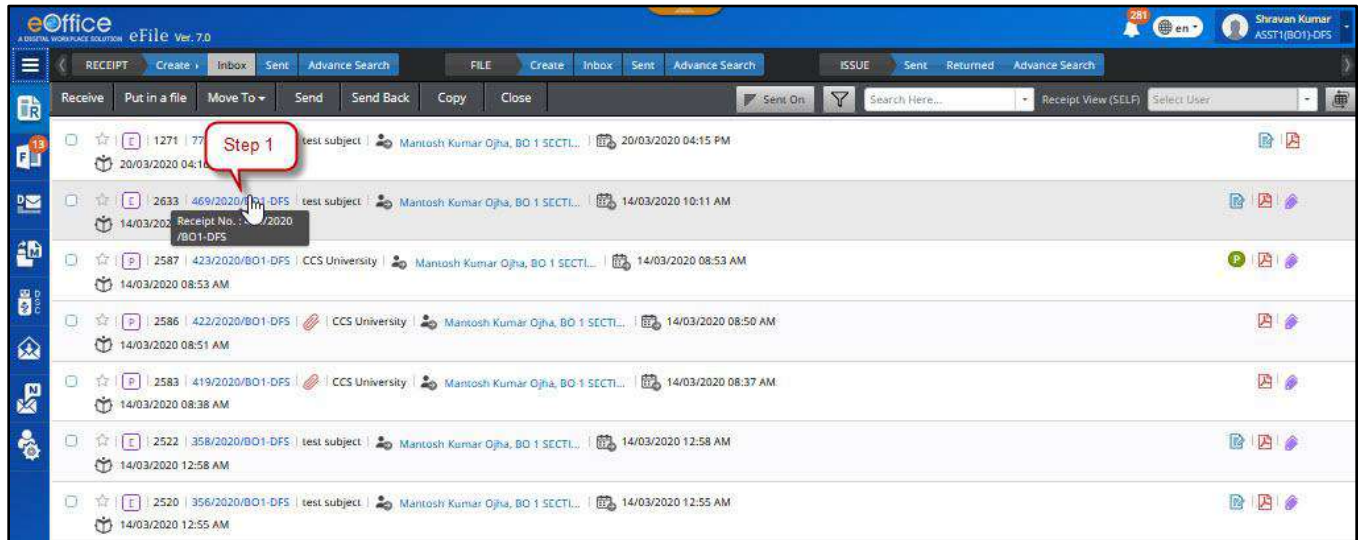 eOffice
A DIGITAL WORKPLACE SOLUTION eFile Ver. 7.0
281
en
Shravan Kumar
ASST1(BO1)-DFS
RECEIPT Create Inbox Sent Advance Search FILE Create Inbox Sent Advance Search ISSUE Sent Returned Advance Search
Receive Put in a file Move To Send Send Back Copy Close Sent On Search Here... Receipt View (SELF) Select User
R
F 13
D
M
DSC
N
E 1271 77 test subject Mantosh Kumar Ojha, BO 1 SECTI... 20/03/2020 04:15 PM
20/03/2020 04:1
Step 1
E 2633 469/2020/BO1-DFS test subject Mantosh Kumar Ojha, BO 1 SECTI... 14/03/2020 10:11 AM
14/03/202
Receipt No. : /2020
/BO1-DFS
P 2587 423/2020/BO1-DFS CCS University Mantosh Kumar Ojha, BO 1 SECTI... 14/03/2020 08:53 AM P
14/03/2020 08:53 AM
P 2586 422/2020/BO1-DFS CCS University Mantosh Kumar Ojha, BO 1 SECTI... 14/03/2020 08:50 AM
14/03/2020 08:51 AM
P 2583 419/2020/BO1-DFS CCS University Mantosh Kumar Ojha, BO 1 SECTI... 14/03/2020 08:37 AM
14/03/2020 08:38 AM
E 2522 358/2020/BO1-DFS test subject Mantosh Kumar Ojha, BO 1 SECTI... 14/03/2020 12:58 AM
14/03/2020 12:58 AM
E 2520 356/2020/BO1-DFS test subject Mantosh Kumar Ojha, BO 1 SECTI... 14/03/2020 12:55 AM
14/03/2020 12:55 AM